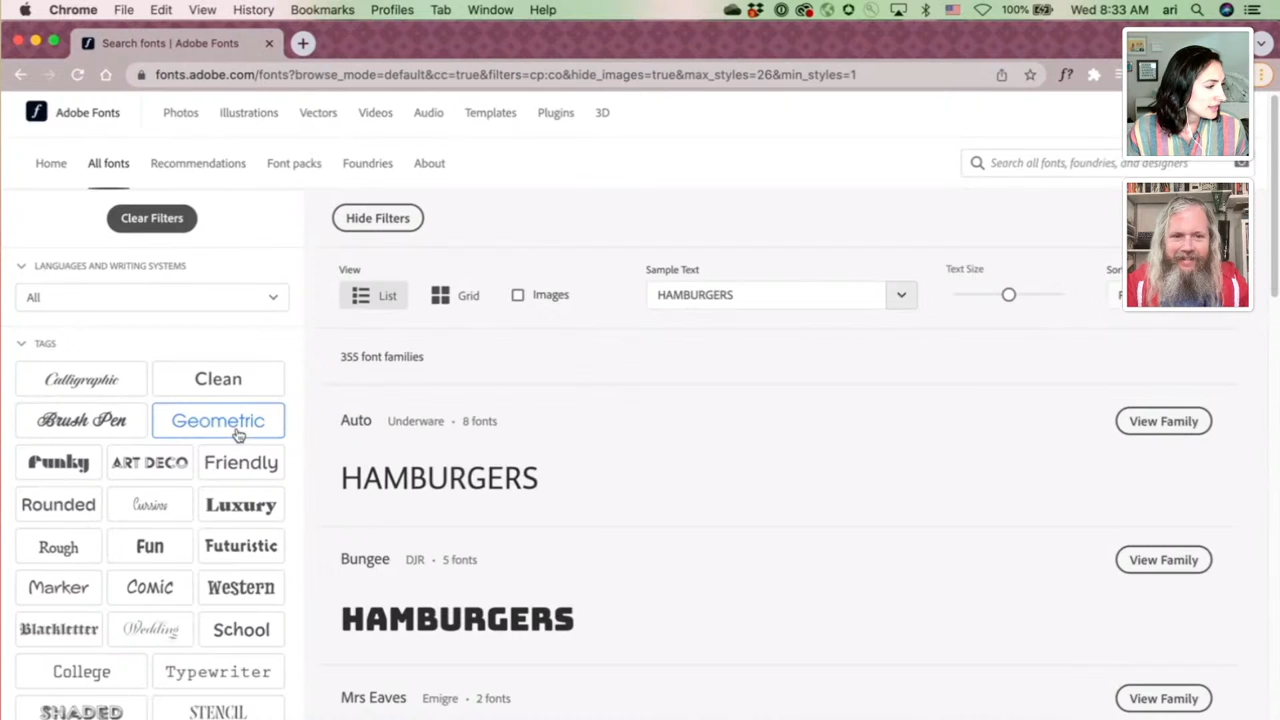 Chrome File Edit View History Bookmarks Profiles Tab Window Help 100% Wed 8:33 AM ari
Search fonts | Adobe Fonts
fonts.adobe.com/fonts?browse_mode=default&cc=true&filters=cp:co&hide_images=true&max_styles=26&min_styles=1 f?
Adobe Fonts Photos Illustrations Vectors Videos Audio Templates Plugins 3D
Home All fonts Recommendations Font packs Foundries About Search all fonts, foundries, and designers
Clear Filters Hide Filters
LANGUAGES AND WRITING SYSTEMS
All
View Sample Text Text Size
List Grid Images HAMBURGERS
TAGS
355 font families
Calligraphic Clean
Brush Pen Geometric
Funky ART DECO Friendly
Rounded Cursive Luxury
Rough Fun Futuristic
Marker Comic Western
Blackletter Wedding School
College Typewriter
SHADED STENCIL
Auto Underware • 8 fonts View Family
HAMBURGERS
Bungee DJR • 5 fonts View Family
HAMBURGERS
Mrs Eaves Emigre • 2 fonts View Family